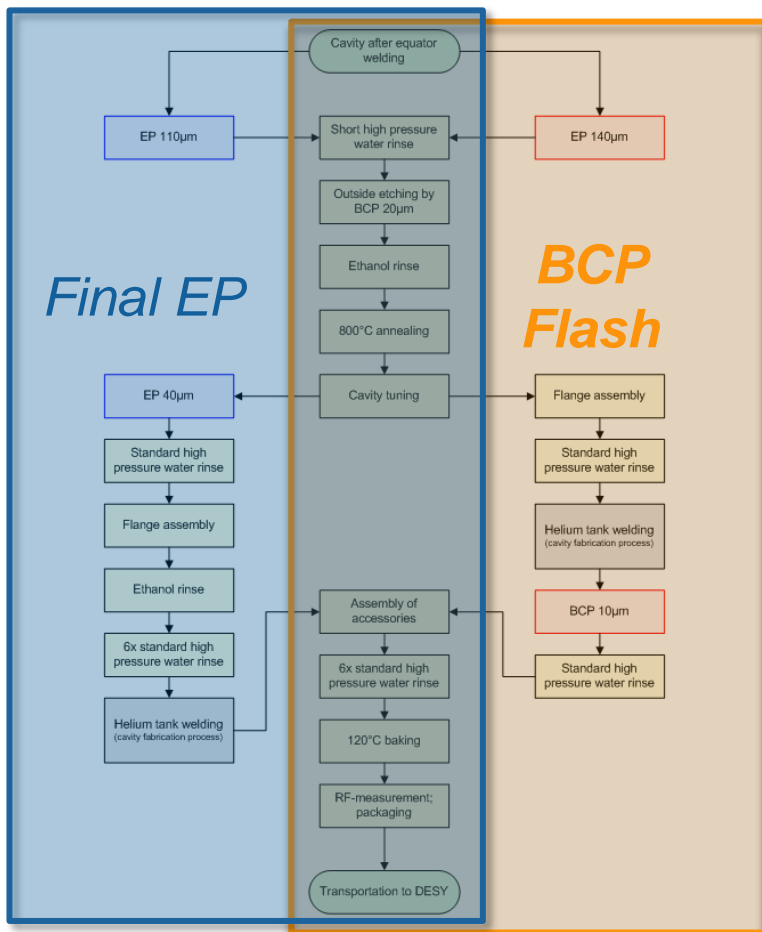 Cavity after equator
welding
EP 110µm
Short high pressure
water rinse
EP 140µm
Outside etching by
BCP 20µm
Ethanol rinse
800°C annealing
Final EP
BCP
Flash
EP 40µm
Cavity tuning
Flange assembly
Standard high
pressure water rinse
Standard high
pressure water rinse
Flange assembly
Helium tank welding
(cavity fabrication process)
Ethanol rinse
Assembly of
accessories
BCP 10µm
6x standard high
pressure water rinse
6x standard high
pressure water rinse
Standard high
pressure water rinse
Helium tank welding
(cavity fabrication process)
120°C baking
RF-measurement;
packaging
Transportation to DESY